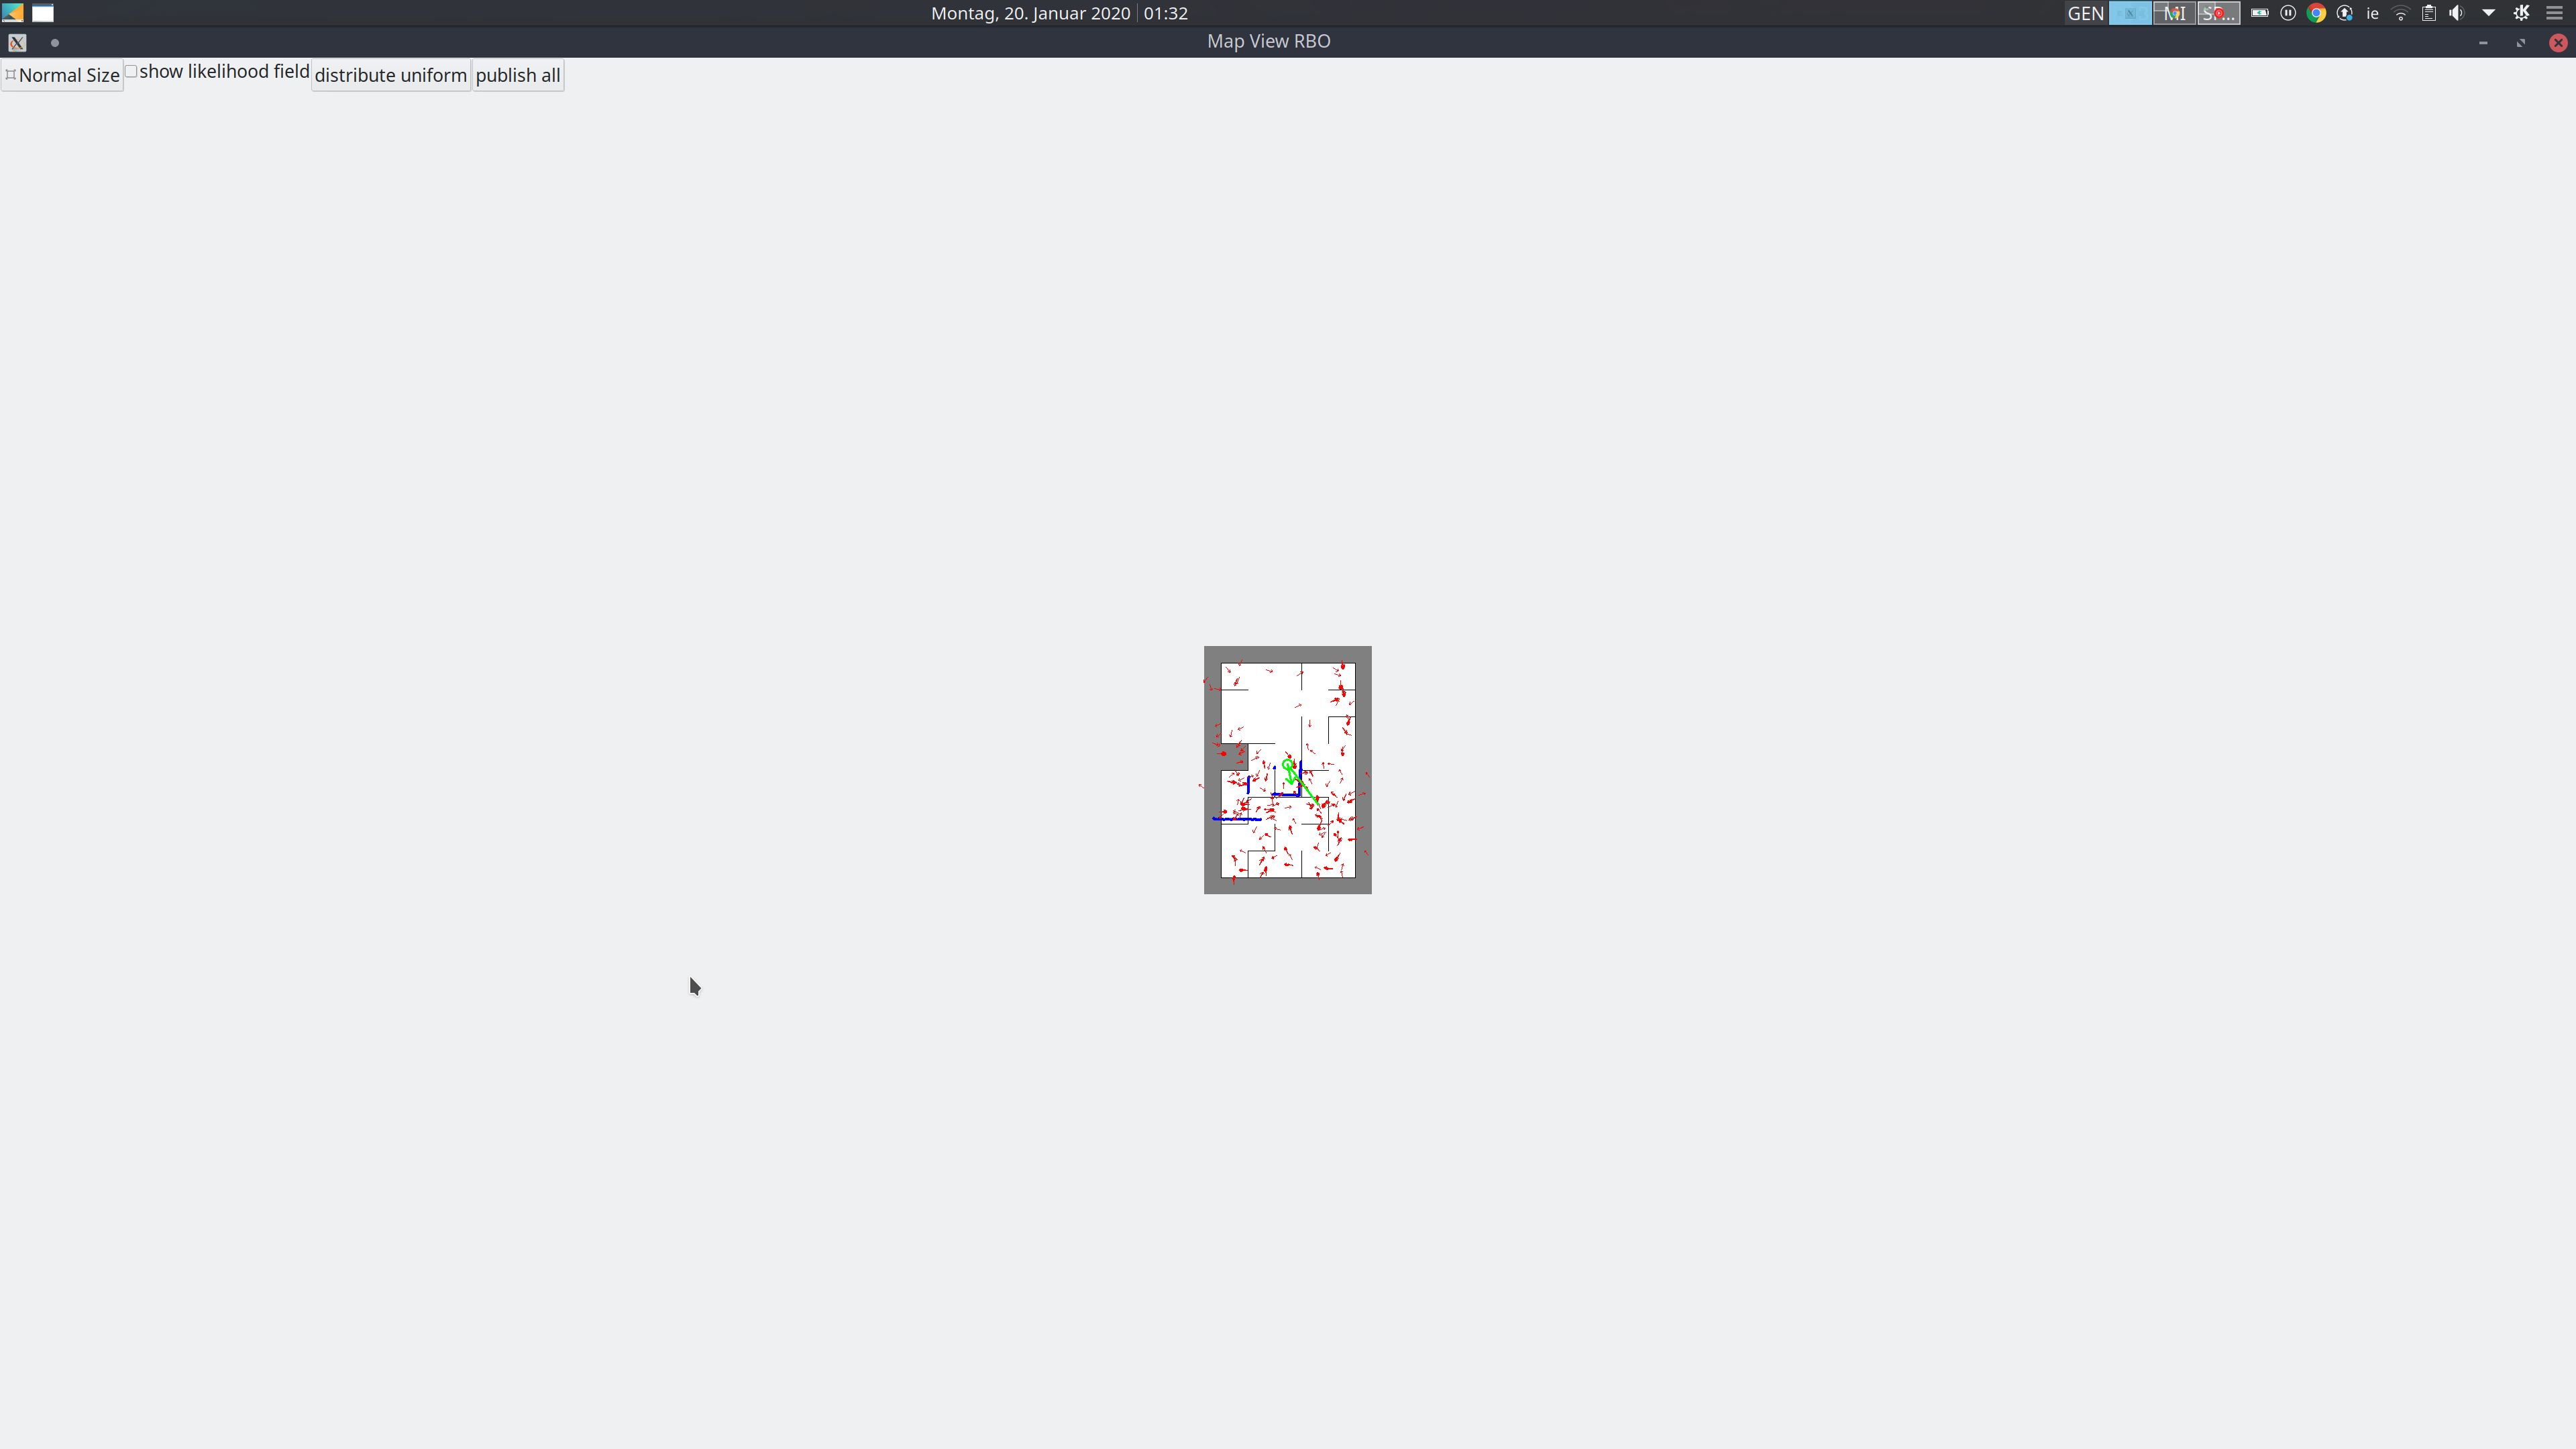 Montag, 20. Januar 2020 01:32
GEN
ie
Map View RBO
Normal Size show likelihood field distribute uniform publish all